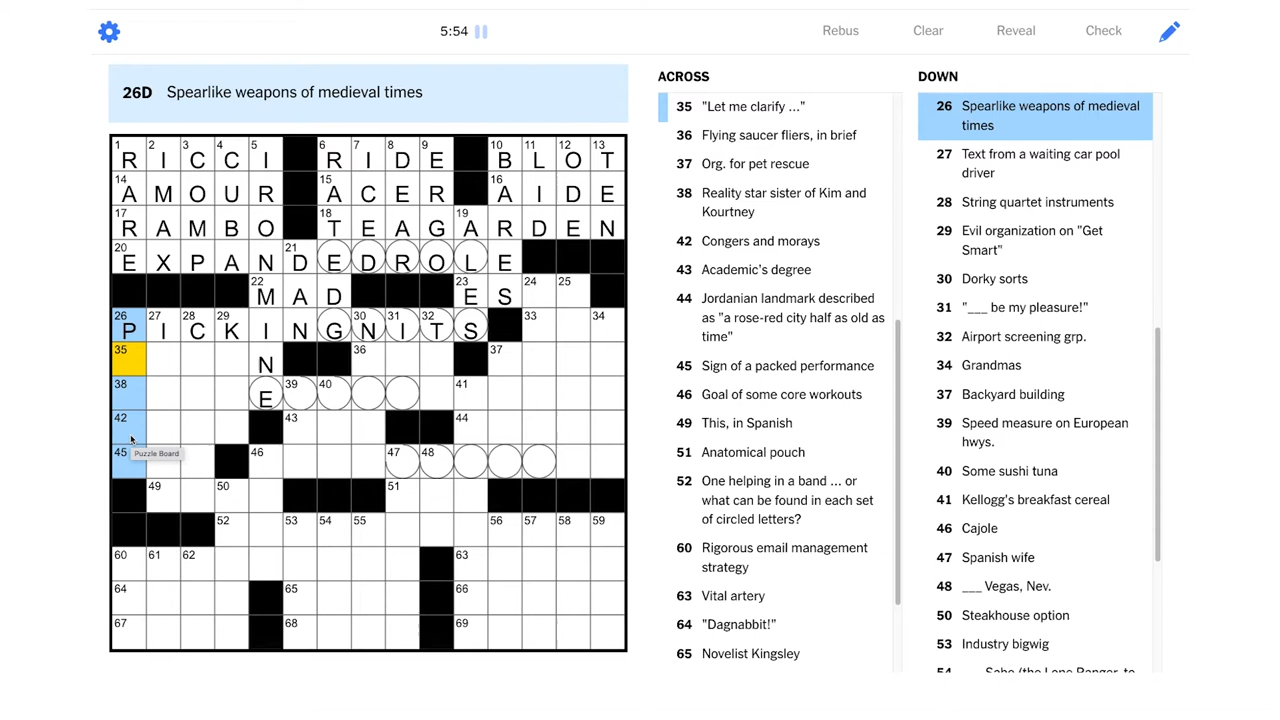 5:54
Rebus
Clear
Reveal
Check
26D Spearlike weapons of medieval times
1 R 2 I 3 C 4 C 5 I 6 R 7 I 8 D 9 E 10 B 11 L 12 O 13 T
14 A M O U R 15 A C E R 16 A I D E
17 R A M B O 18 T E A G 19 A R D E N
20 E X P A N 21 D E D R O L E
22 M A D 23 E S 24 25
26 P 27 I 28 C 29 K I N G 30 N 31 I 32 T S 33 34
35 N 36 37
38 E 39 40 41
42 43 44
45 46 47 48
49 50 51
52 53 54 55 56 57 58 59
60 61 62 63
64 65 66
67 68 69
Puzzle Board
ACROSS
35 "Let me clarify ..."
36 Flying saucer fliers, in brief
37 Org. for pet rescue
38 Reality star sister of Kim and
Kourtney
42 Congers and morays
43 Academic's degree
44 Jordanian landmark described
as "a rose-red city half as old as
time"
45 Sign of a packed performance
46 Goal of some core workouts
49 This, in Spanish
51 Anatomical pouch
52 One helping in a band ... or
what can be found in each set
of circled letters?
60 Rigorous email management
strategy
63 Vital artery
64 "Dagnabbit!"
65 Novelist Kingsley
DOWN
26 Spearlike weapons of medieval
times
27 Text from a waiting car pool
driver
28 String quartet instruments
29 Evil organization on "Get
Smart"
30 Dorky sorts
31 "___ be my pleasure!"
32 Airport screening grp.
34 Grandmas
37 Backyard building
39 Speed measure on European
hwys.
40 Some sushi tuna
41 Kellogg's breakfast cereal
46 Cajole
47 Spanish wife
48 ___ Vegas, Nev.
50 Steakhouse option
53 Industry bigwig